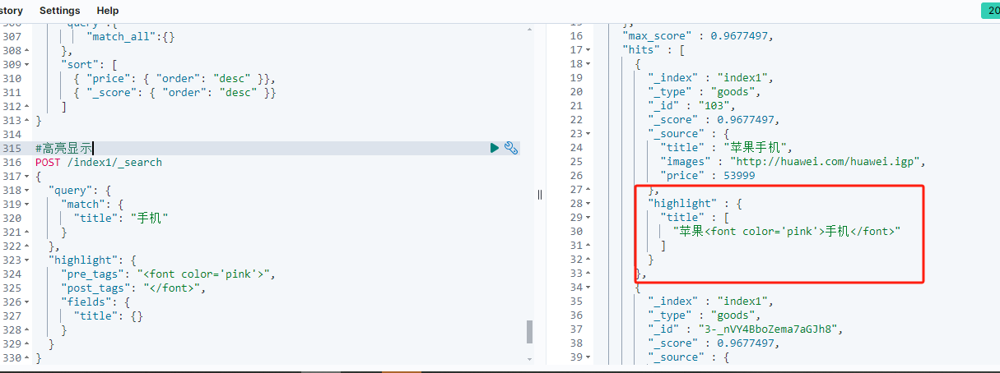 story Settings Help
20
306 "query":{
307 "match_all":{}
308 },
309 "sort": [
310 { "price": { "order": "desc" }},
311 { "_score": { "order": "desc" }}
312 ]
313 }
314
315 #高亮显示
316 POST /index1/_search
317 {
318 "query": {
319 "match": {
320 "title": "手机"
321 }
322 },
323 "highlight": {
324 "pre_tags": "<font color='pink'>",
325 "post_tags": "</font>",
326 "fields": {
327 "title": {}
328 }
329 }
330 }
15 },
16 "max_score" : 0.9677497,
17 "hits" : [
18 {
19 "_index" : "index1",
20 "_type" : "goods",
21 "_id" : "103",
22 "_score" : 0.9677497,
23 "_source" : {
24 "title" : "苹果手机",
25 "images" : "http://huawei.com/huawei.igp",
26 "price" : 53999
27 },
28 "highlight" : {
29 "title" : [
30 "苹果<font color='pink'>手机</font>"
31 ]
32 }
33 },
34 {
35 "_index" : "index1",
36 "_type" : "goods",
37 "_id" : "3-_nVY4BboZema7aGJh8",
38 "_score" : 0.9677497,
39 "_source" : {